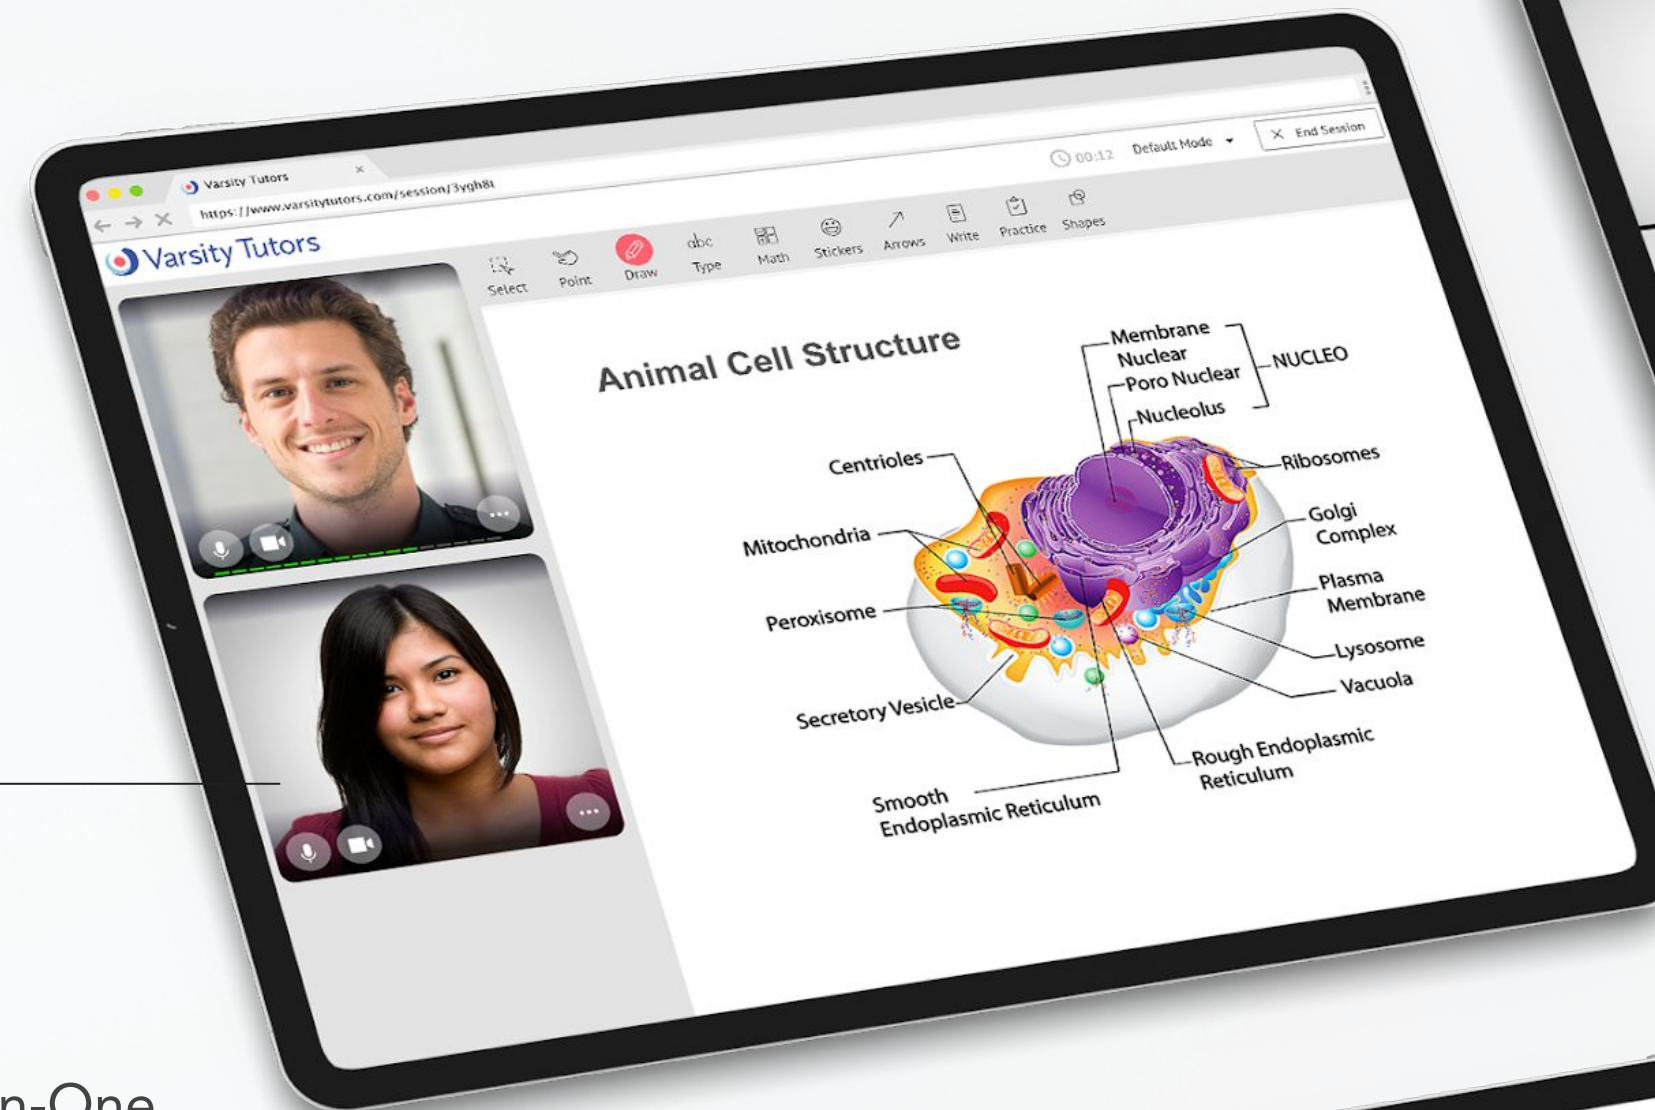 Varsity Tutors
https://www.varsitytutors.com/session/3ygh8t
Varsity Tutors
00:12
Default Mode
End Session
Select
Point
Draw
abc
Type
Math
Stickers
Arrows
Write
Practice
Shapes
Animal Cell Structure
Membrane
Nuclear
Poro Nuclear
Nucleolus
NUCLEO
Centrioles
Ribosomes
Mitochondria
Golgi
Complex
Peroxisome
Plasma
Membrane
Lysosome
Vacuola
Secretory Vesicle
Rough Endoplasmic
Reticulum
Smooth
Endoplasmic Reticulum
n-One